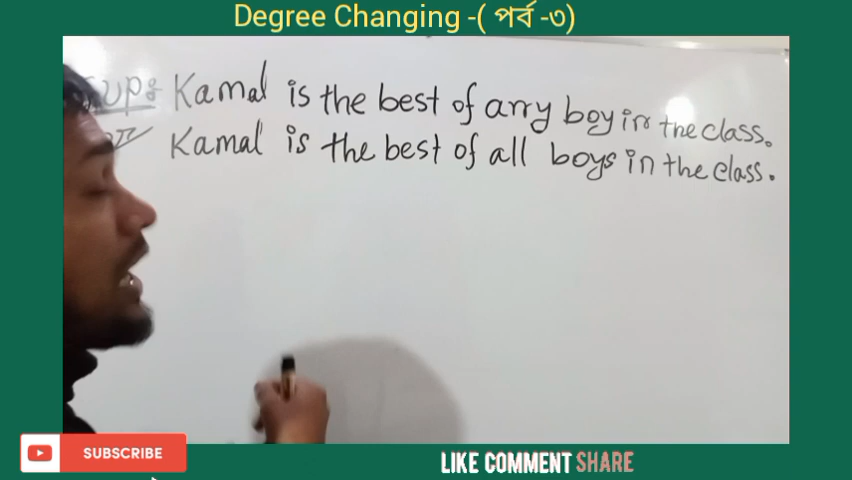 Degree Changing -( পর্ব -৩)
Sup: Kamal is the best of any boy in the class.
Kamal is the best of all boys in the class.
SUBSCRIBE
LIKE COMMENT SHARE